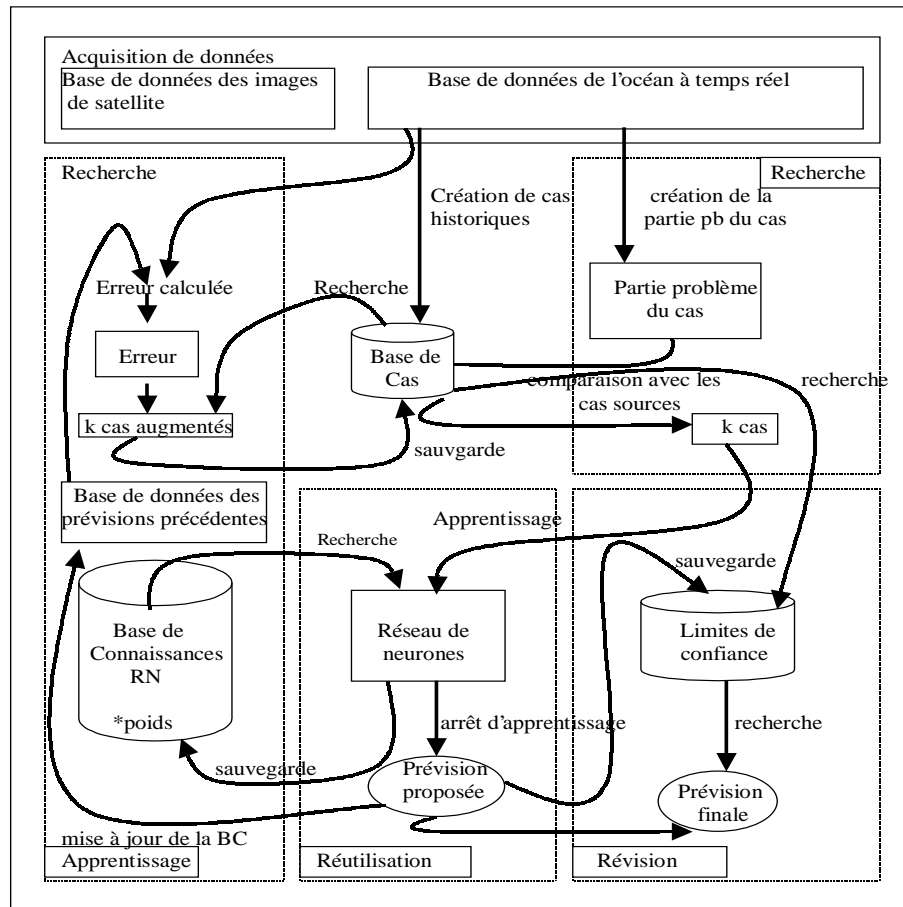 Acquisition de données
Base de données des images
de satellite
Base de données de l'océan à temps réel
Recherche
Recherche
Création de cas
historiques
création de la
partie pb du cas
Erreur calculée
Recherche
Partie problème
du cas
Erreur
Base de
Cas
comparaison avec les
cas sources
recherche
k cas augmentés
k cas
sauvgarde
Base de données des
prévisions précédentes
Apprentissage
Recherche
sauvegarde
Base de
Connaissances
RN
*poids
Réseau de
neurones
Limites de
confiance
arrêt d'apprentissage
recherche
sauvegarde
Prévision
proposée
Prévision
finale
mise à jour de la BC
Apprentissage
Réutilisation
Révision